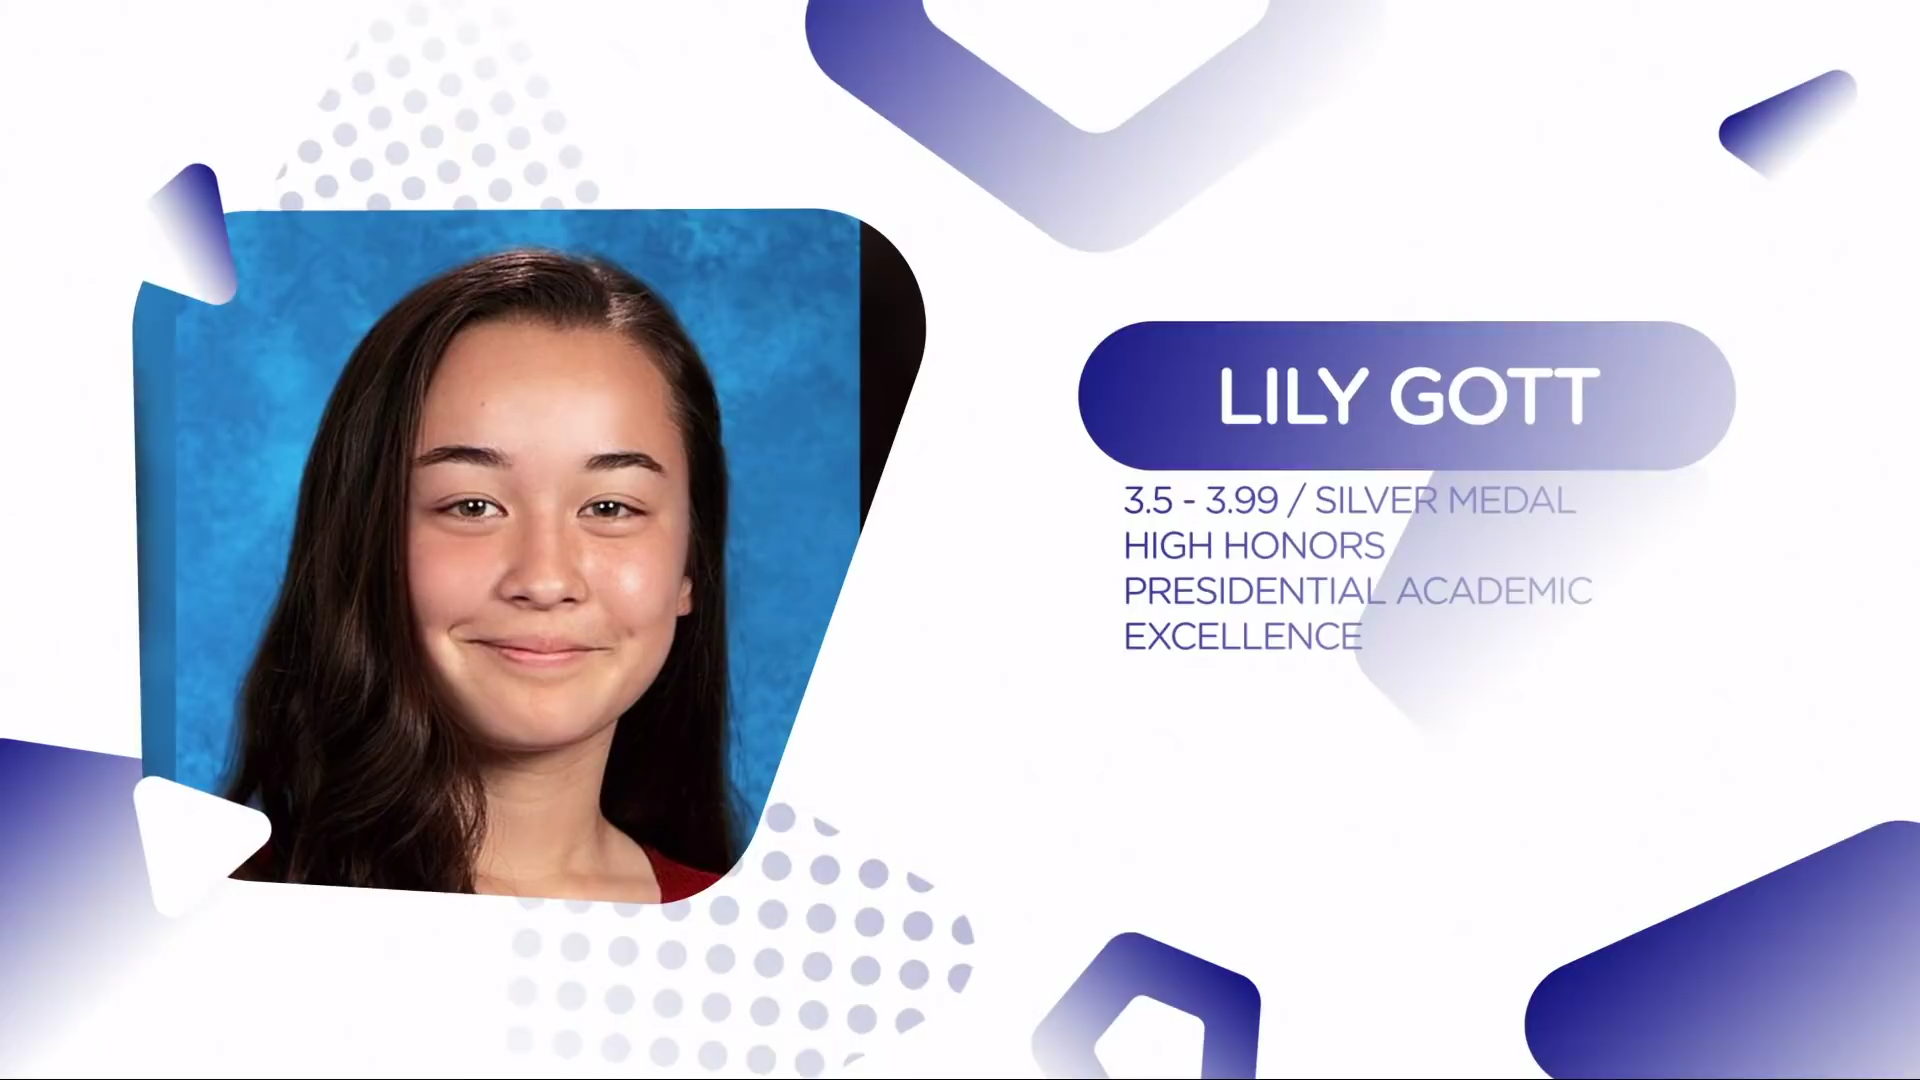 LILY GOTT
3.5 - 3.99 / SILVER MEDAL
HIGH HONORS
PRESIDENTIAL ACADEMIC
EXCELLENCE